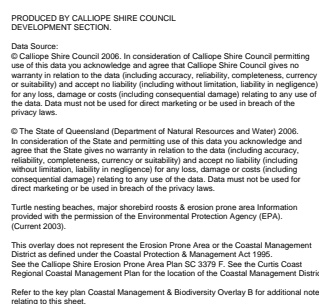 PRODUCED BY CALLIOPE SHIRE COUNCIL
DEVELOPMENT SECTION.
Data Source:
© Calliope Shire Council 2006. In consideration of Calliope Shire Council permitting
use of this data you acknowledge and agree that Calliope Shire Council gives no
warranty in relation to the data (including accuracy, reliability, completeness, currency
or suitability) and accept no liability (including without limitation, liability in negligence)
for any loss, damage or costs (including consequential damage) relating to any use of
the data. Data must not be used for direct marketing or be used in breach of the
privacy laws.
© The State of Queensland (Department of Natural Resources and Water) 2006.
In consideration of the State and permitting use of this data you acknowledge and
agree that the State gives no warranty in relation to the data (including accuracy,
reliability, completeness, currency or suitability) and accept no liability (including
without limitation, liability in negligence) for any loss, damage or costs (including
consequential damage) relating to any use of the data. Data must not be used for
direct marketing or be used in breach of the privacy laws.
Turtle nesting beaches, major shorebird roosts & erosion prone area Information
provided with the permission of the Environmental Protection Agency (EPA).
(Current 2003).
This overlay does not represent the Erosion Prone Area or the Coastal Management
District as defined under the Coastal Protection & Management Act 1995.
See the Calliope Shire Erosion Prone Area Plan SC 3379 F. See the Curtis Coast
Regional Coastal Management Plan for the location of the Coastal Management Distric
Refer to the key plan Coastal Management & Biodiversity Overlay B for additional note
relating to this sheet.